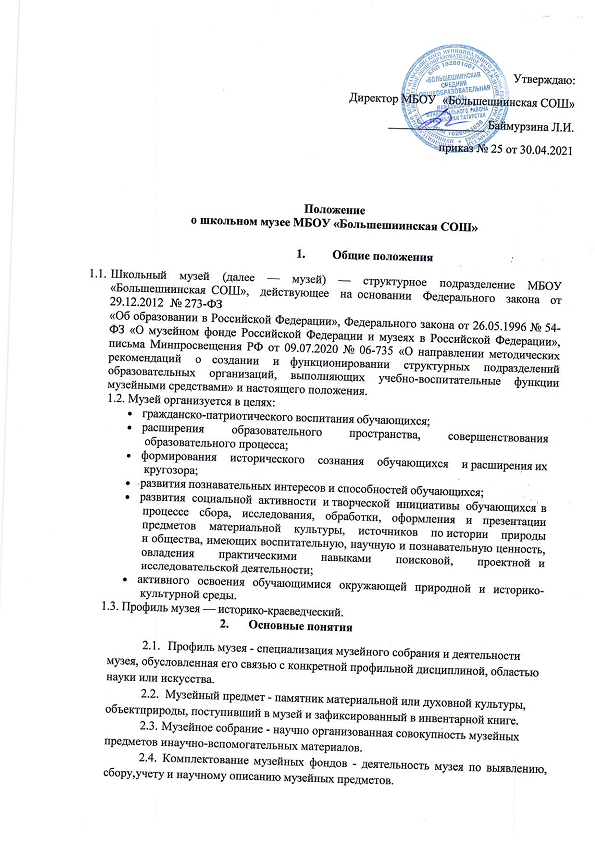 Утверждаю:
Директор МБОУ «Большешиинская СОШ»
Баймурзина Л.И.
приказ № 25 от 30.04.2021
«БОЛЬШЕШИИНСКАЯ
СРЕДНЯЯ
ОБЩЕОБРАЗОВАТЕЛЬНАЯ
Положение
о школьном музее МБОУ «Большешиинская СОШ»
1. Общие положения
1.1. Школьный музей (далее — музей) — структурное подразделение МБОУ
«Большешиинская СОШ», действующее на основании Федерального закона от
29.12.2012 № 273-ФЗ
«Об образовании в Российской Федерации», Федерального закона от 26.05.1996 № 54-
ФЗ «О музейном фонде Российской Федерации и музеях в Российской Федерации»,
письма Минпросвещения РФ от 09.07.2020 № 06-735 «О направлении методических
рекомендаций о создании и функционировании структурных подразделений
образовательных организаций, выполняющих учебно-воспитательные функции
музейными средствами» и настоящего положения.
1.2. Музей организуется в целях:
• гражданско-патриотического воспитания обучающихся;
• расширения образовательного пространства, совершенствования
образовательного процесса;
• формирования исторического сознания обучающихся и расширения их
кругозора;
• развития познавательных интересов и способностей обучающихся;
• развития социальной активности и творческой инициативы обучающихся в
процессе сбора, исследования, обработки, оформления и презентации
предметов материальной культуры, источников по истории природы
и общества, имеющих воспитательную, научную и познавательную ценность,
овладения практическими навыками поисковой, проектной и
исследовательской деятельности;
• активного освоения обучающимися окружающей природной и историко-
культурной среды.
1.3. Профиль музея — историко-краеведческий.
2. Основные понятия
2.1. Профиль музея - специализация музейного собрания и деятельности
музея, обусловленная его связью с конкретной профильной дисциплиной, областью
науки или искусства.
2.2. Музейный предмет - памятник материальной или духовной культуры,
объектприроды, поступивший в музей и зафиксированный в инвентарной книге.
2.3. Музейное собрание - научно организованная совокупность музейных
предметов инаучно-вспомогательных материалов.
2.4. Комплектование музейных фондов - деятельность музея по выявлению,
сбору,учету и научному описанию музейных предметов.